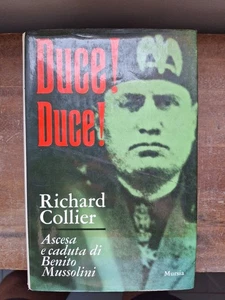 Duce!
Duce!
Richard
Collier
Ascesa
e caduta di
Benito
Mussolini
Mursia